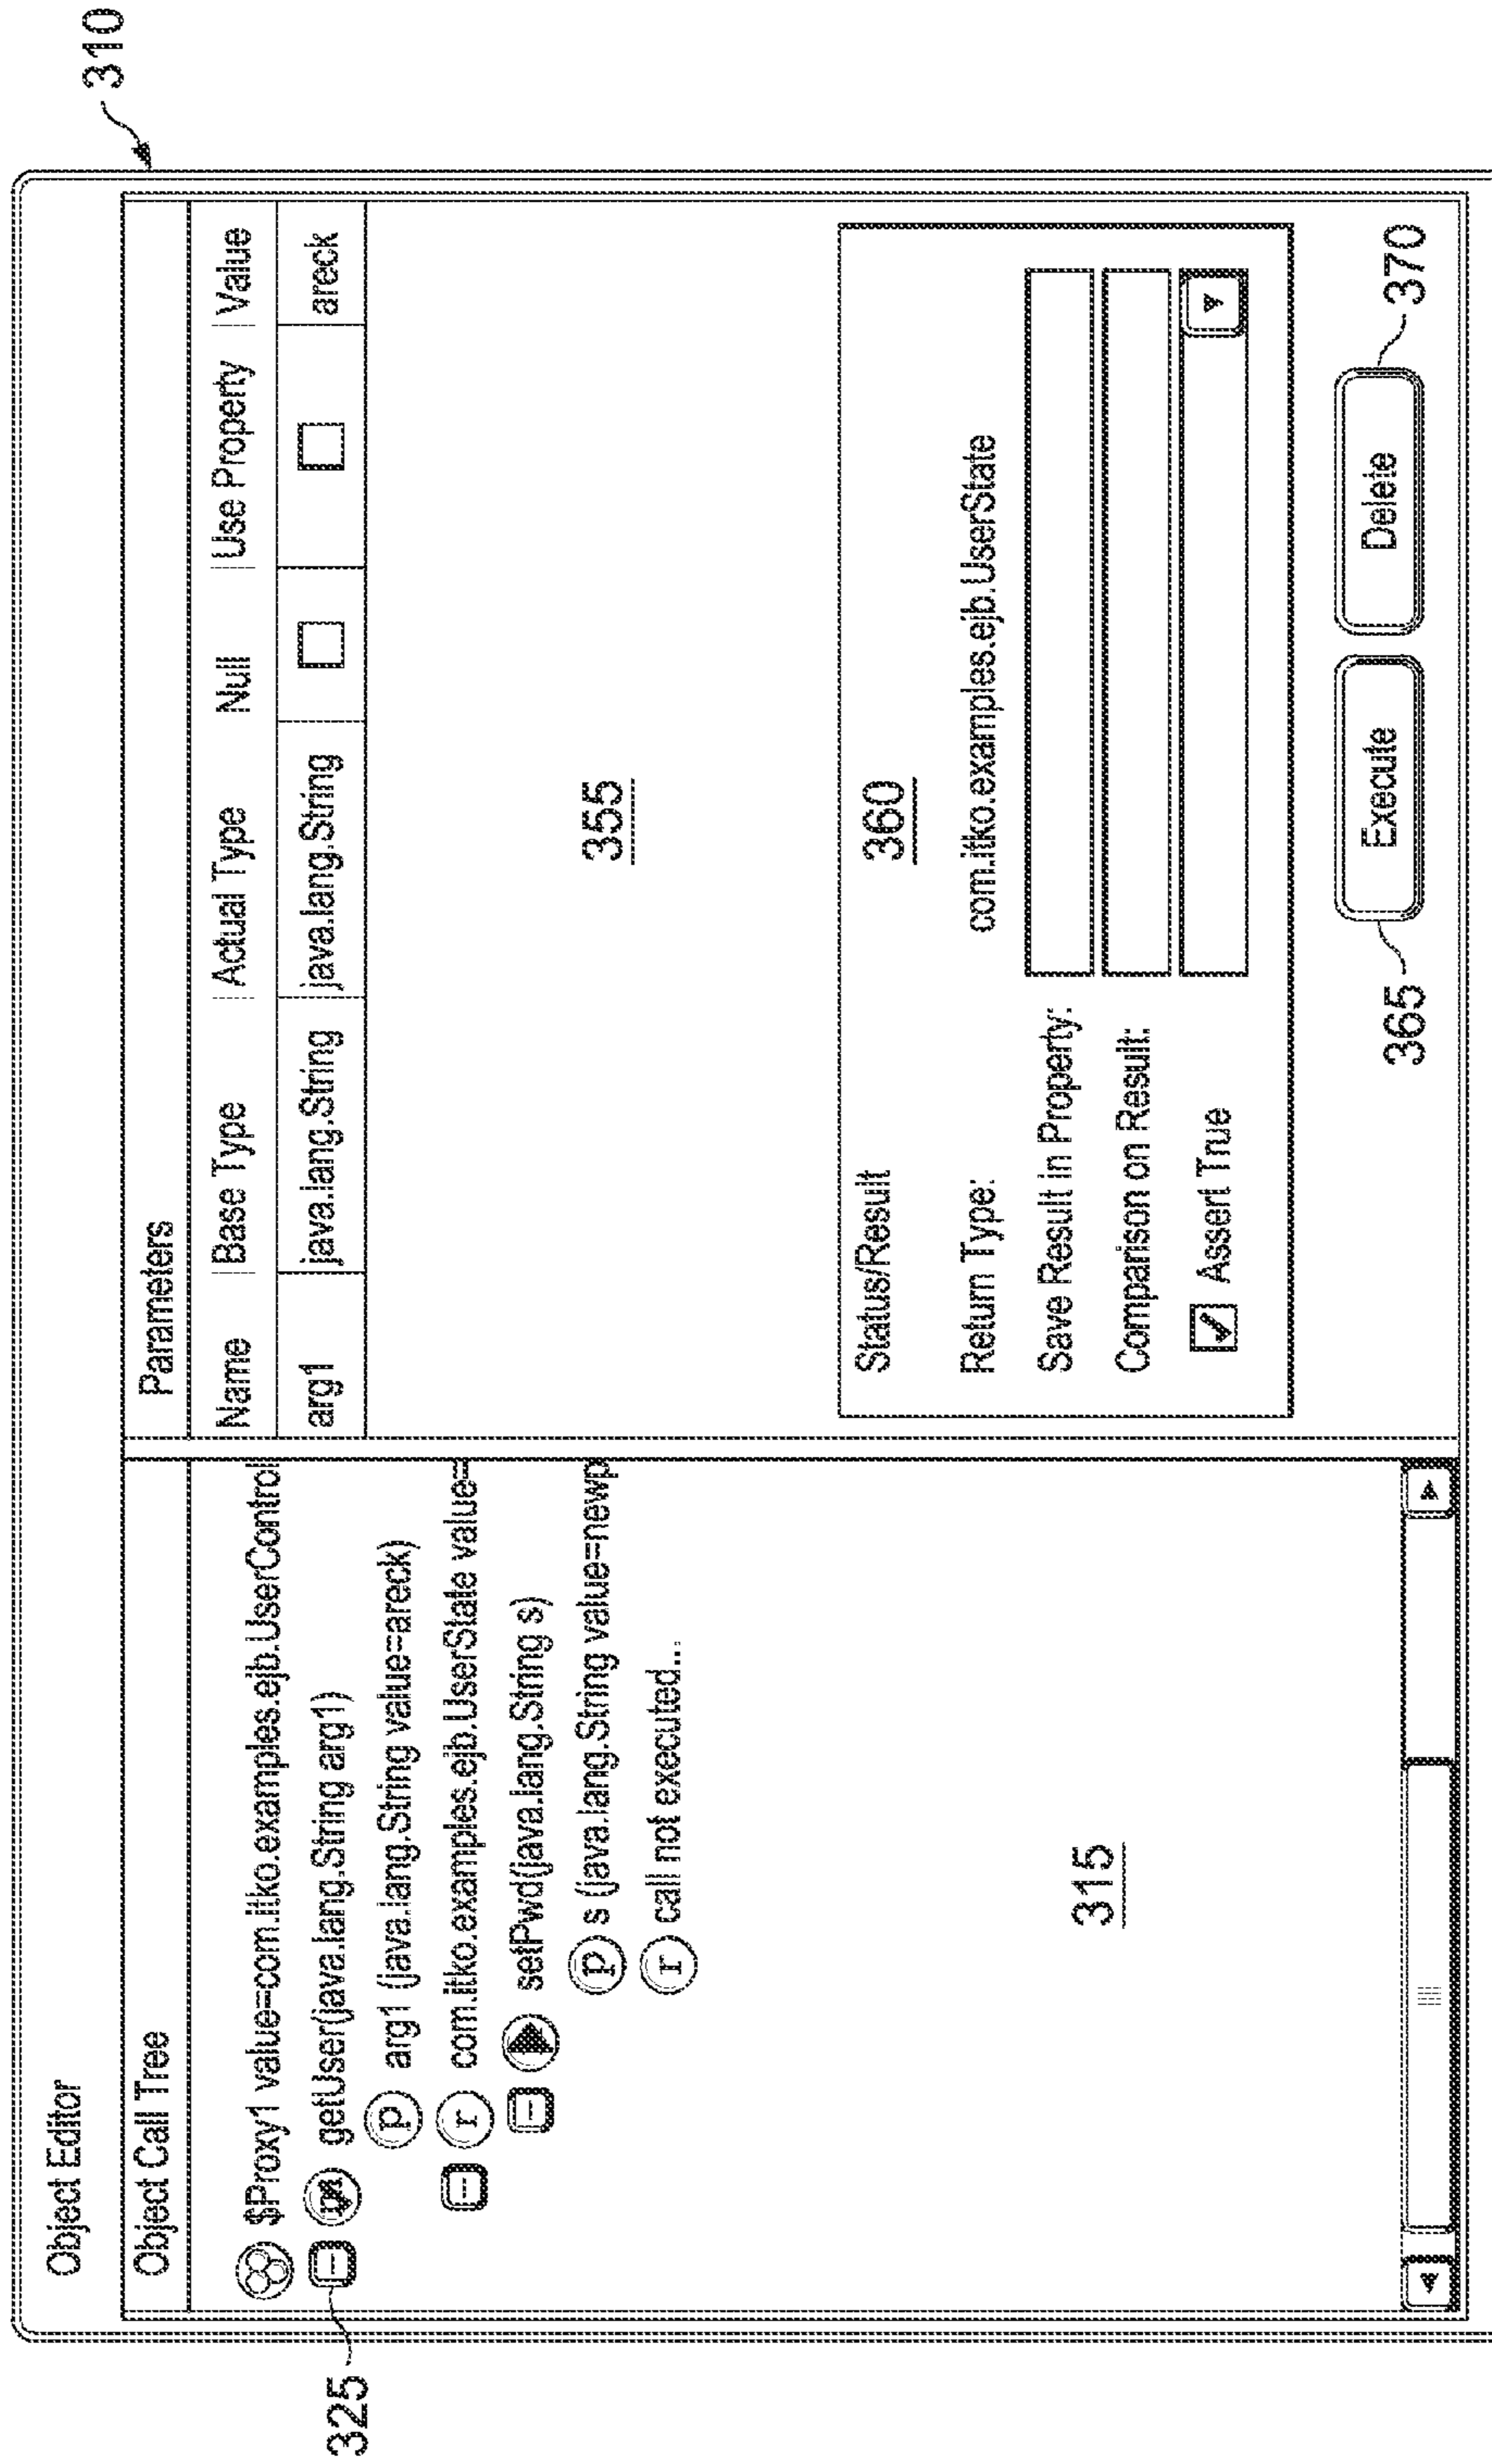 310
Object Editor
Object Call Tree
$Proxy1 value=com.itko.examples.ejb.UserControl
325
getUser(java.lang.String arg1)
p arg1 (java.lang.String value=areck)
r com.itko.examples.ejb.UserState value=
setPwd(java.lang.String s)
p s (java.lang.String value=newp
r call not executed...
315
Parameters
Name Base Type Actual Type Null Use Property Value
arg1 java.lang.String java.lang.String areck
355
Status/Result 360
Return Type: com.itko.examples.ejb.UserState
Save Result in Property:
Comparison on Result:
Assert True
365 Execute Delete 370